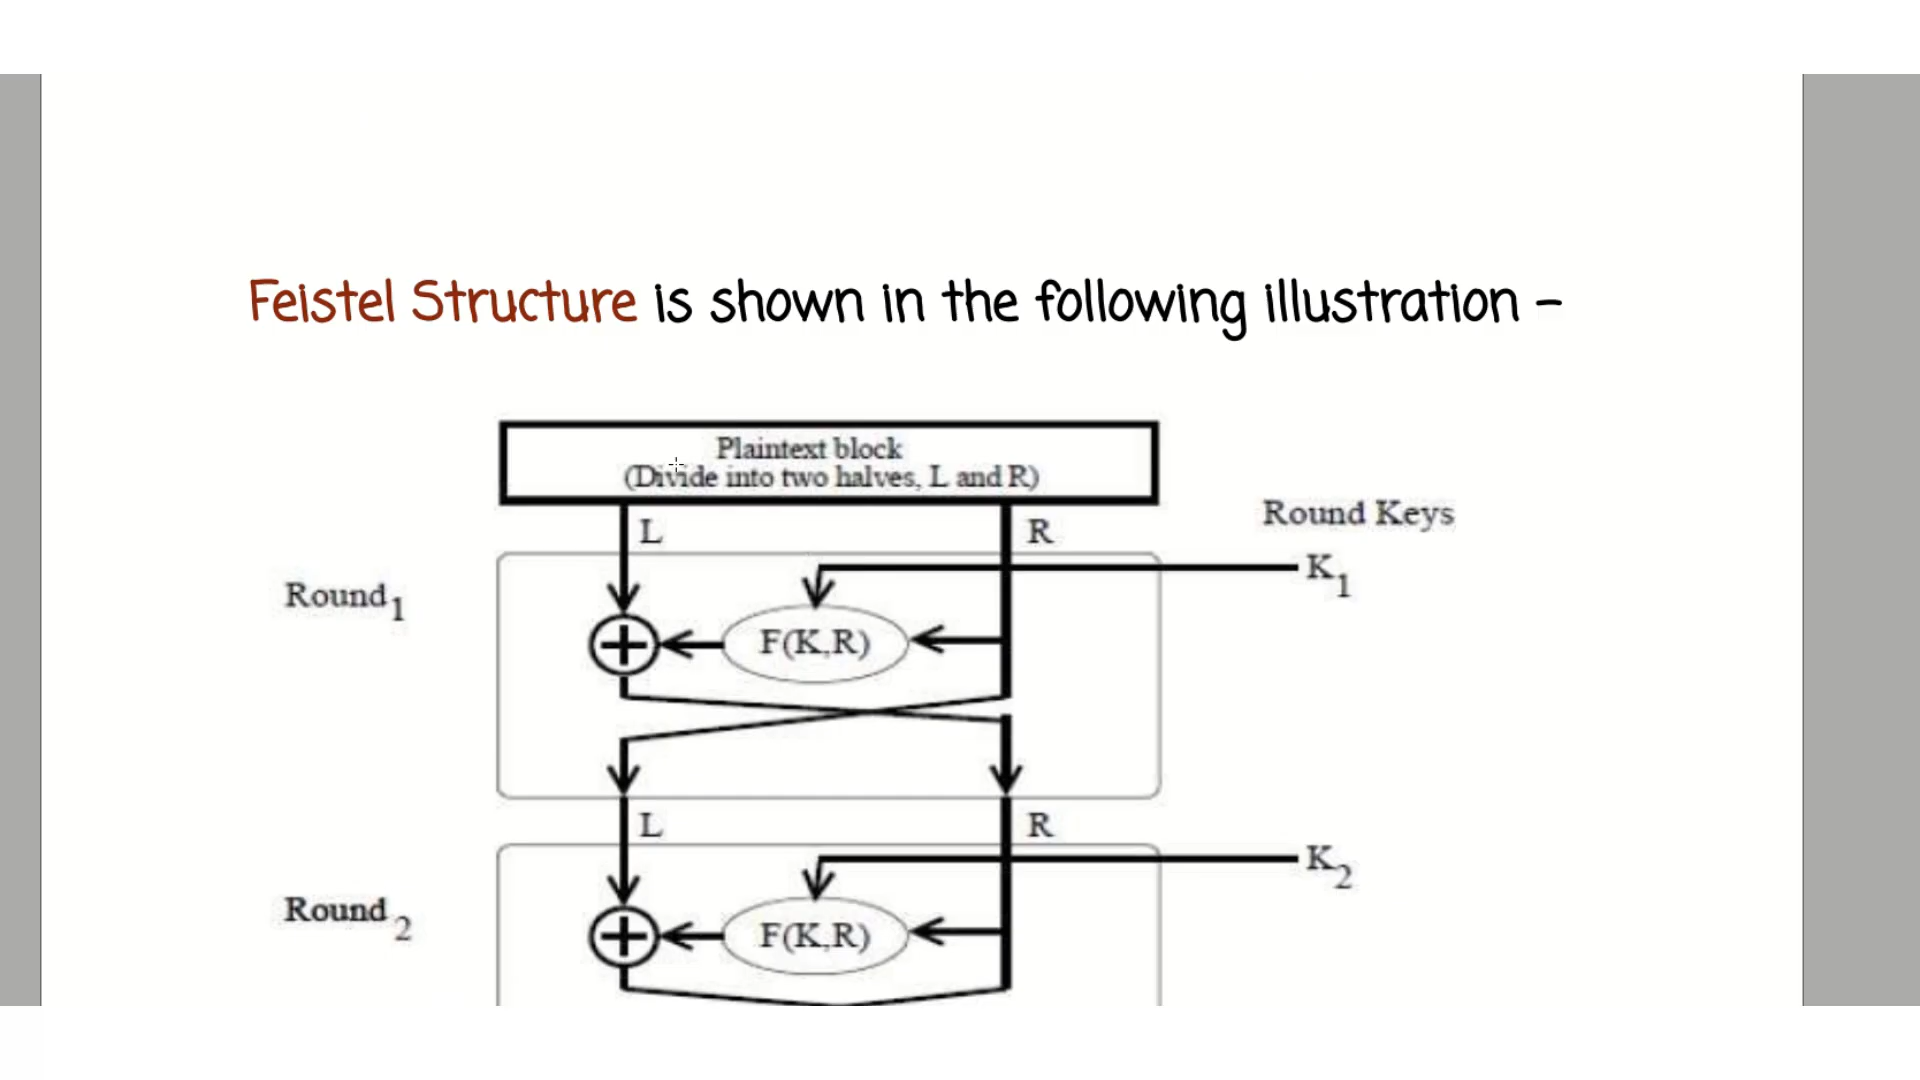 Feistel Structure is shown in the following illustration -
Plaintext block
(Divide into two halves, L and R)
L
R
Round Keys
K1
Round1
F(K,R)
L
R
K2
Round2
F(K,R)